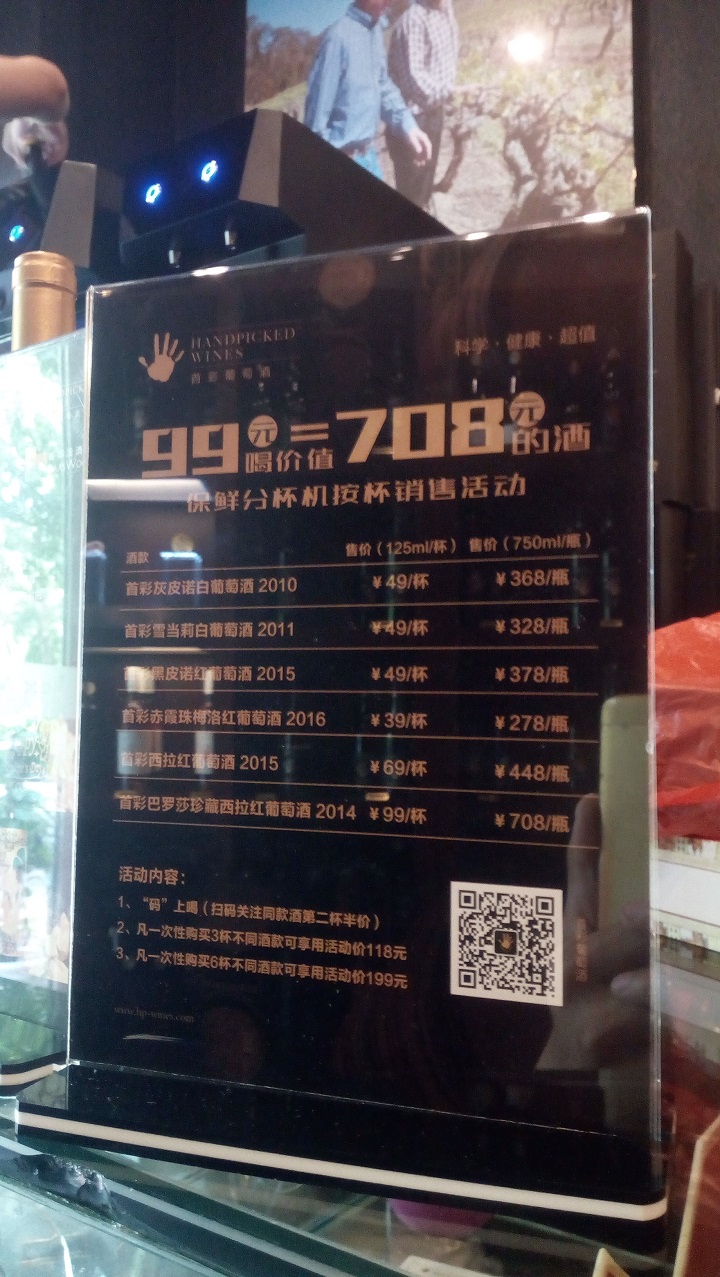 HANDPICKED
WINES
首彩葡萄酒
科学·健康·超值
99元=708元
喝价值 的酒
保鲜分杯机按杯销售活动
酒款 售价（125ml/杯） 售价（750ml/瓶）
首彩灰皮诺白葡萄酒 2010 ¥49/杯 ¥368/瓶
首彩雪当莉白葡萄酒 2011 ¥49/杯 ¥328/瓶
首彩黑皮诺红葡萄酒 2015 ¥49/杯 ¥378/瓶
首彩赤霞珠梅洛红葡萄酒 2016 ¥39/杯 ¥278/瓶
首彩西拉红葡萄酒 2015 ¥69/杯 ¥448/瓶
首彩巴罗莎珍藏西拉红葡萄酒 2014 ¥99/杯 ¥708/瓶
活动内容：
1、“码”上喝（扫码关注同款酒第二杯半价）
2、凡一次性购买3杯不同酒款可享用活动价118元
3、凡一次性购买6杯不同酒款可享用活动价199元
www.hp-wines.com